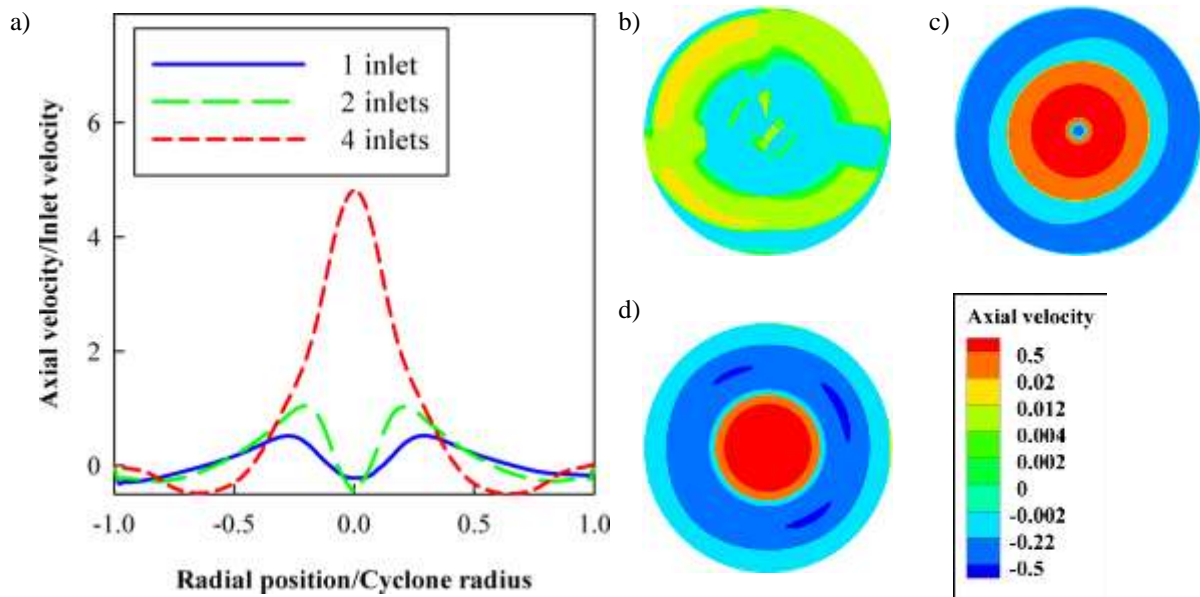 a)
1 inlet
2 inlets
4 inlets
6
4
2
0
-1.0
-0.5
0.0
0.5
1.0
Axial velocity/Inlet velocity
Radial position/Cyclone radius
b)
c)
d)
Axial velocity
0.5
0.02
0.012
0.004
0.002
0
-0.002
-0.22
-0.5